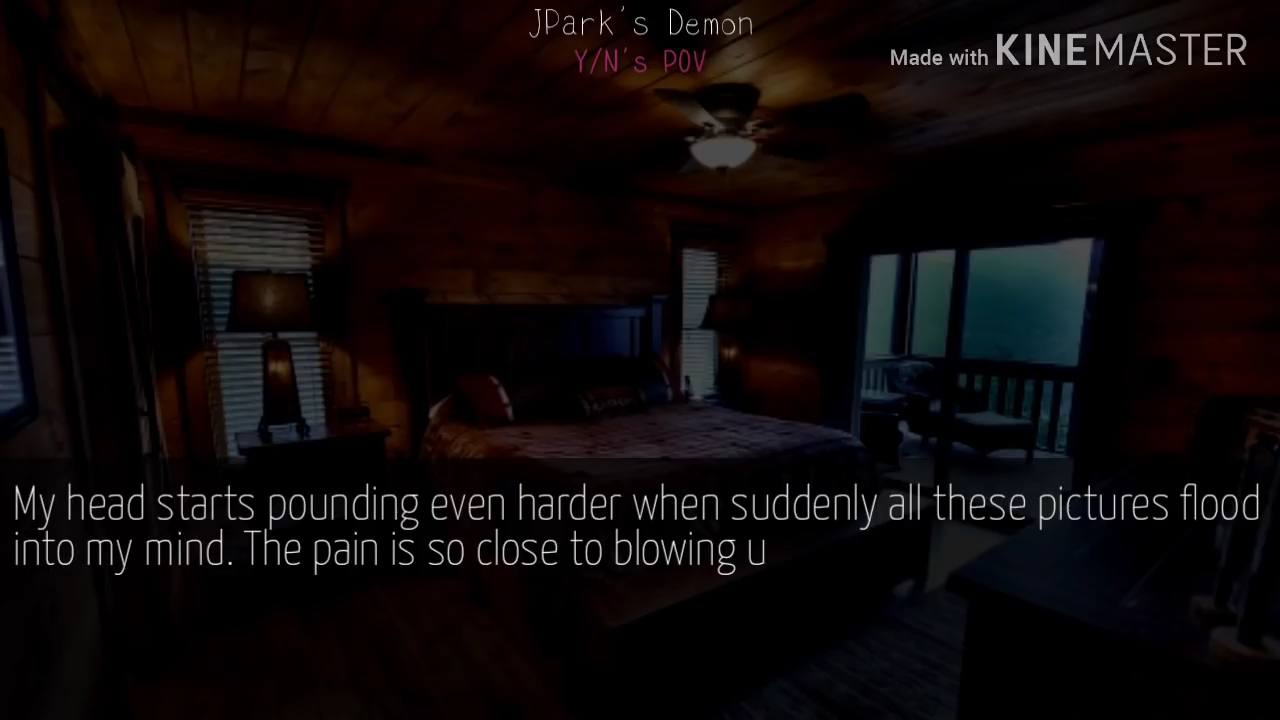 JPark's Demon
Y/N's POV
Made with KINEMASTER
My head starts pounding even harder when suddenly all these pictures flood
into my mind. The pain is so close to blowing u